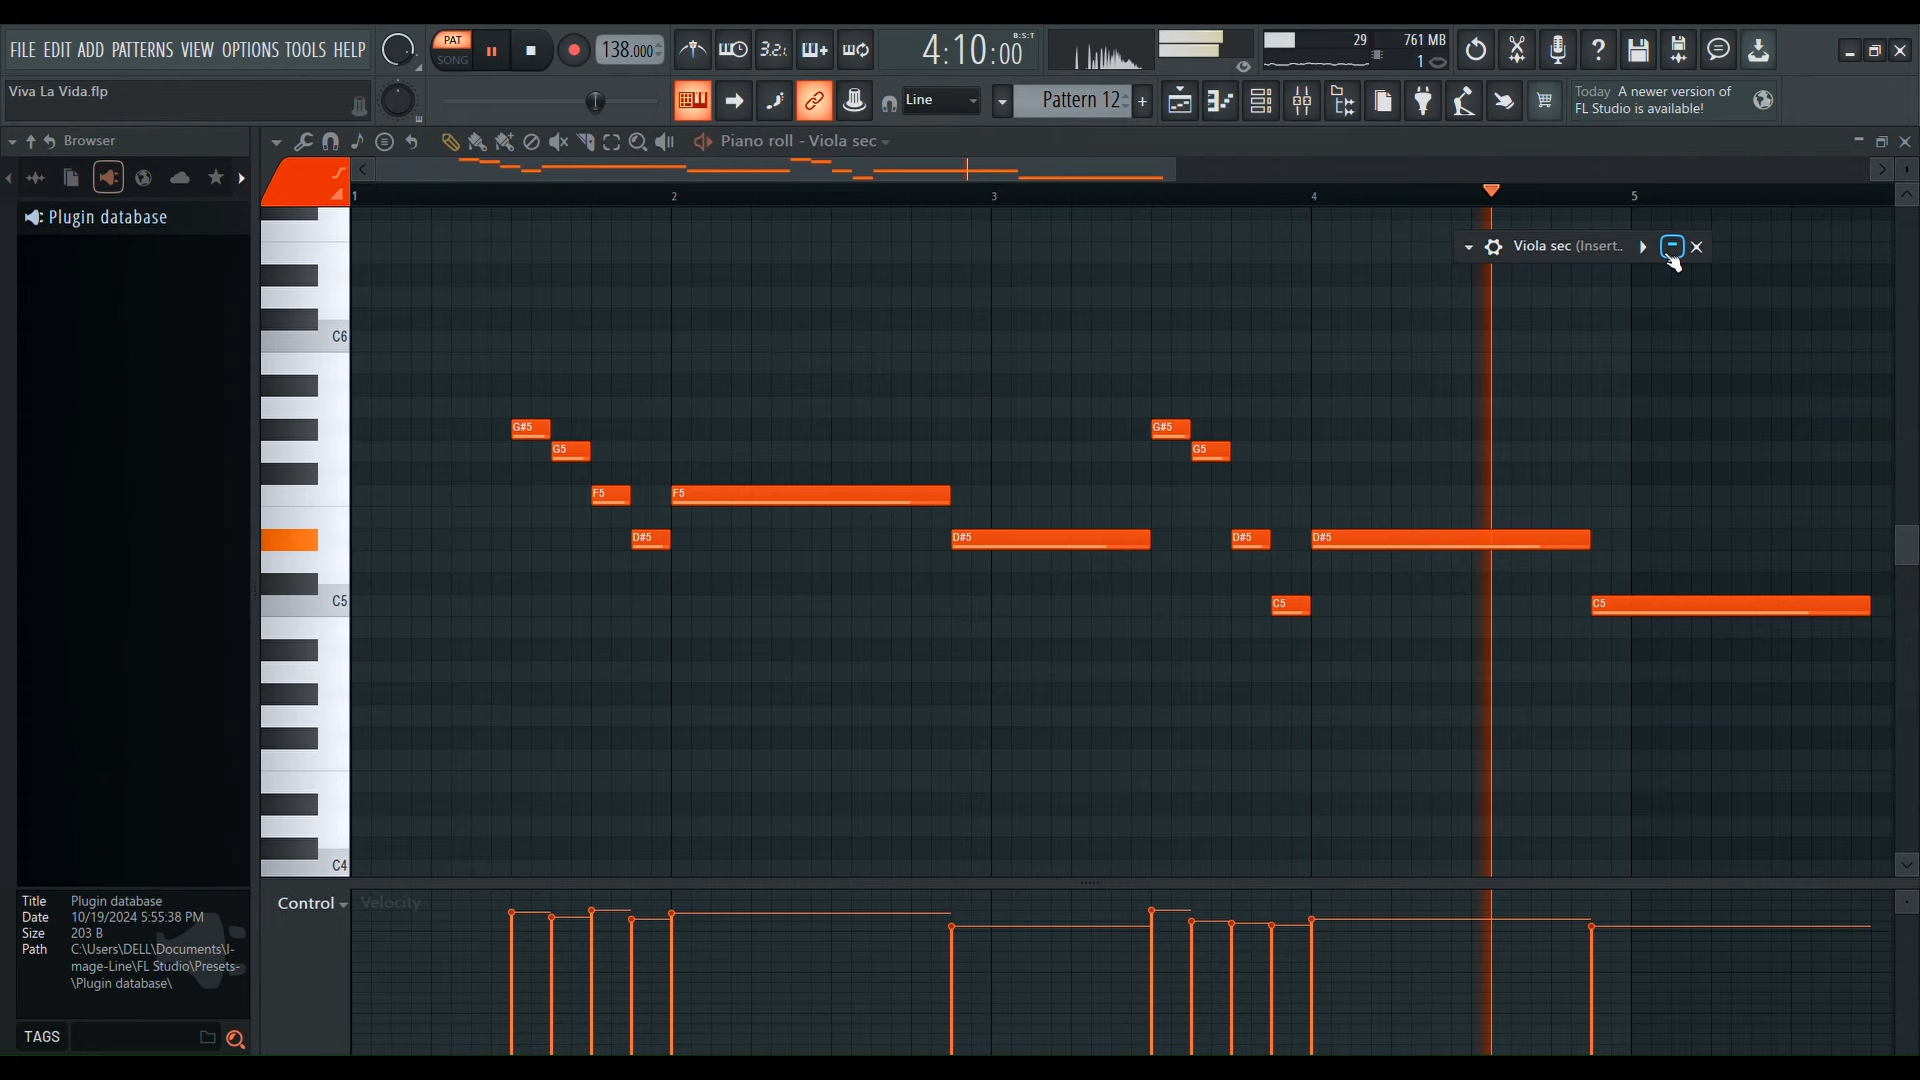 FILE EDIT ADD PATTERNS VIEW OPTIONS TOOLS HELP
PAT
SONG
138.000
3.2.
4:10:00
B:S:T
29
761 MB
1
Viva La Vida.flp
Line
Pattern 12
Today A newer version of
FL Studio is available!
Browser
Piano roll - Viola sec
Plugin database
1
2
3
4
5
Viola sec (Insert..
C6
G#5
G#5
G5
G5
F5
F5
D#5
D#5
D#5
D#5
C5
C5
C5
C4
Control
Velocity
Title Plugin database
Date 10/19/2024 5:55:38 PM
Size 203 B
Path C:\Users\DELL\Documents\I-
mage-Line\FL Studio\Presets-
\Plugin database\
TAGS